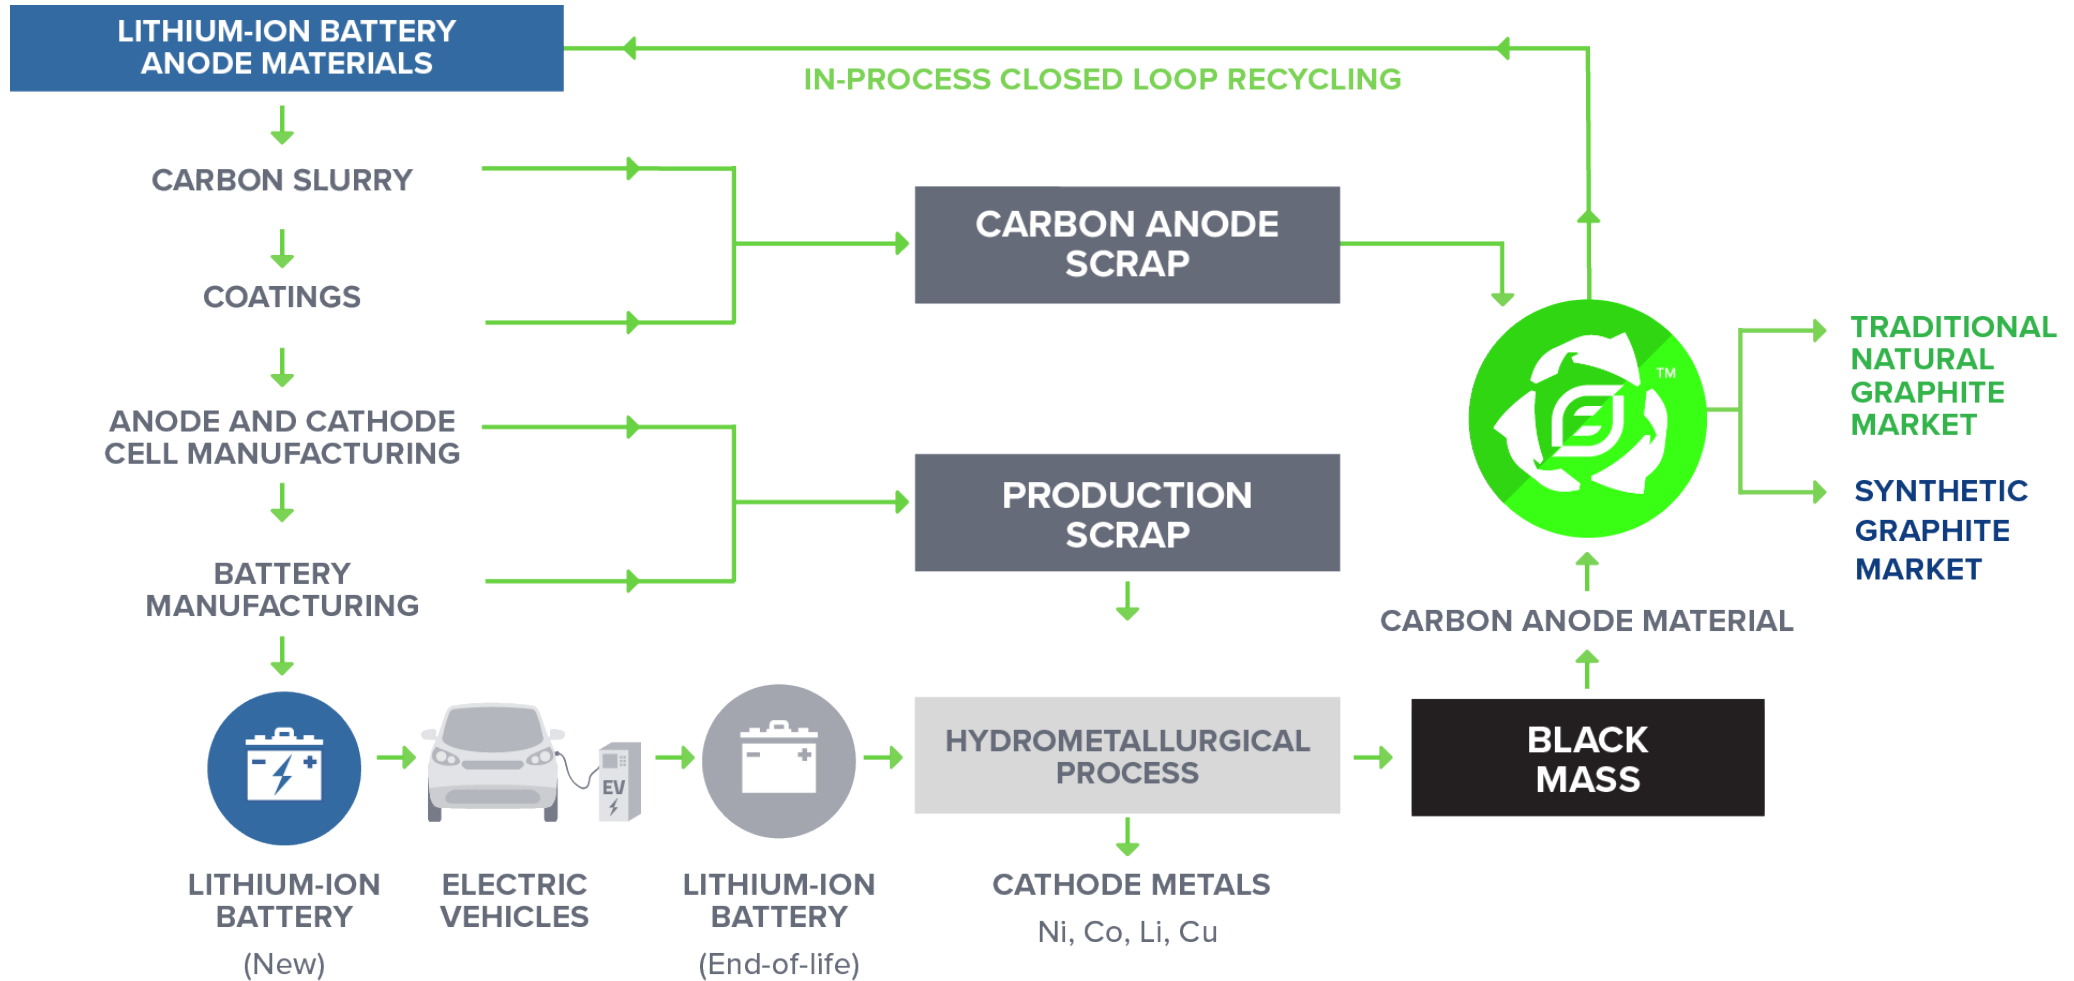 LITHIUM-ION BATTERY
ANODE MATERIALS
IN-PROCESS CLOSED LOOP RECYCLING
CARBON SLURRY
COATINGS
ANODE AND CATHODE
CELL MANUFACTURING
BATTERY
MANUFACTURING
CARBON ANODE
SCRAP
PRODUCTION
SCRAP
TM
TRADITIONAL
NATURAL
GRAPHITE
MARKET
SYNTHETIC
GRAPHITE
MARKET
CARBON ANODE MATERIAL
EV
HYDROMETALLURGICAL
PROCESS
BLACK
MASS
LITHIUM-ION
BATTERY
(New)
ELECTRIC
VEHICLES
LITHIUM-ION
BATTERY
(End-of-life)
CATHODE METALS
Ni, Co, Li, Cu